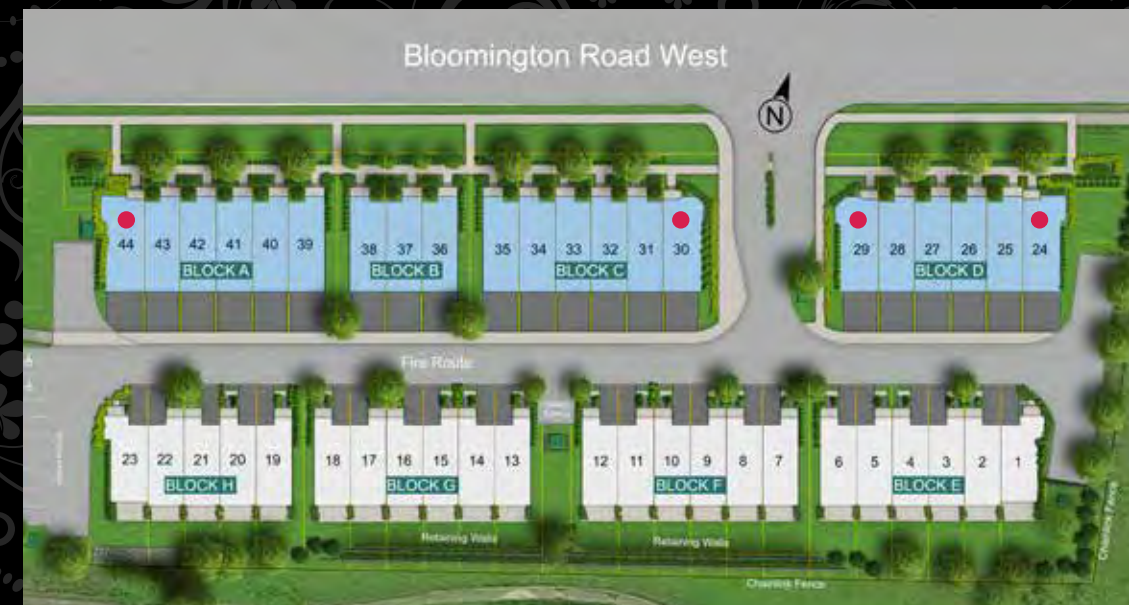 Bloomington Road West
N
44 43 42 41 40 39
BLOCK A
38 37 36
BLOCK B
35 34 33 32 31 30
BLOCK C
29 28 27 26 25 24
BLOCK D
Fire Route
23 22 21 20 19
BLOCK H
18 17 16 15 14 13
BLOCK G
12 11 10 9 8 7
BLOCK F
6 5 4 3 2 1
BLOCK E
Retaining Walls
Retaining Walls
Chainlink Fence
Chainlink Fence